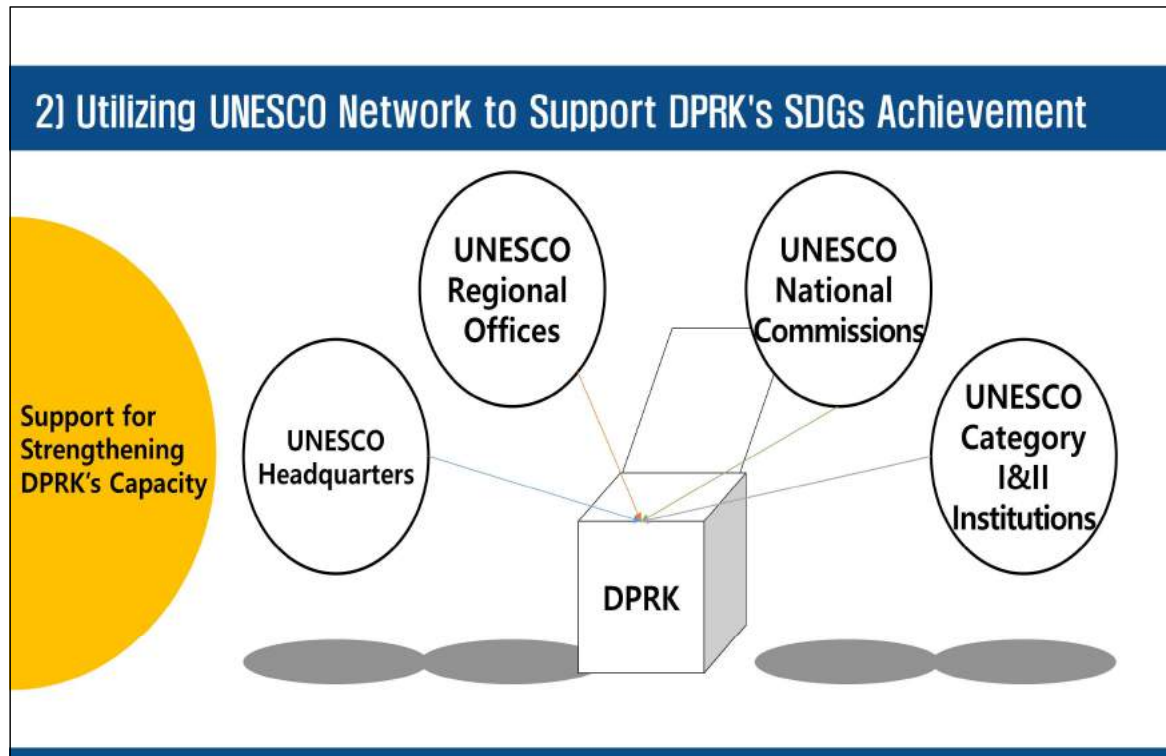 2) Utilizing UNESCO Network to Support DPRK's SDGs Achievement
Support for
Strengthening
DPRK's Capacity
UNESCO
Headquarters
UNESCO
Regional
Offices
UNESCO
National
Commissions
UNESCO
Category
I&II
Institutions
DPRK